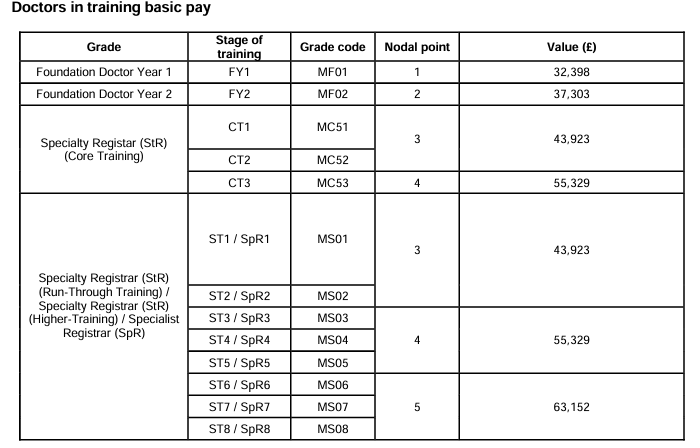 Doctors in training basic pay
Grade
Stage of
training
Grade code
Nodal point
Value (£)
Foundation Doctor Year 1
FY1
MF01
1
32,398
Foundation Doctor Year 2
FY2
MF02
2
37,303
Specialty Registar (StR)
(Core Training)
CT1
MC51
3
43,923
CT2
MC52
CT3
MC53
4
55,329
Specialty Registrar (StR)
(Run-Through Training) /
Specialty Registrar (StR)
(Higher-Training) / Specialist
Registrar (SpR)
ST1 / SpR1
MS01
3
43,923
ST2 / SpR2
MS02
ST3 / SpR3
MS03
4
55,329
ST4 / SpR4
MS04
ST5 / SpR5
MS05
ST6 / SpR6
MS06
5
63,152
ST7 / SpR7
MS07
ST8 / SpR8
MS08